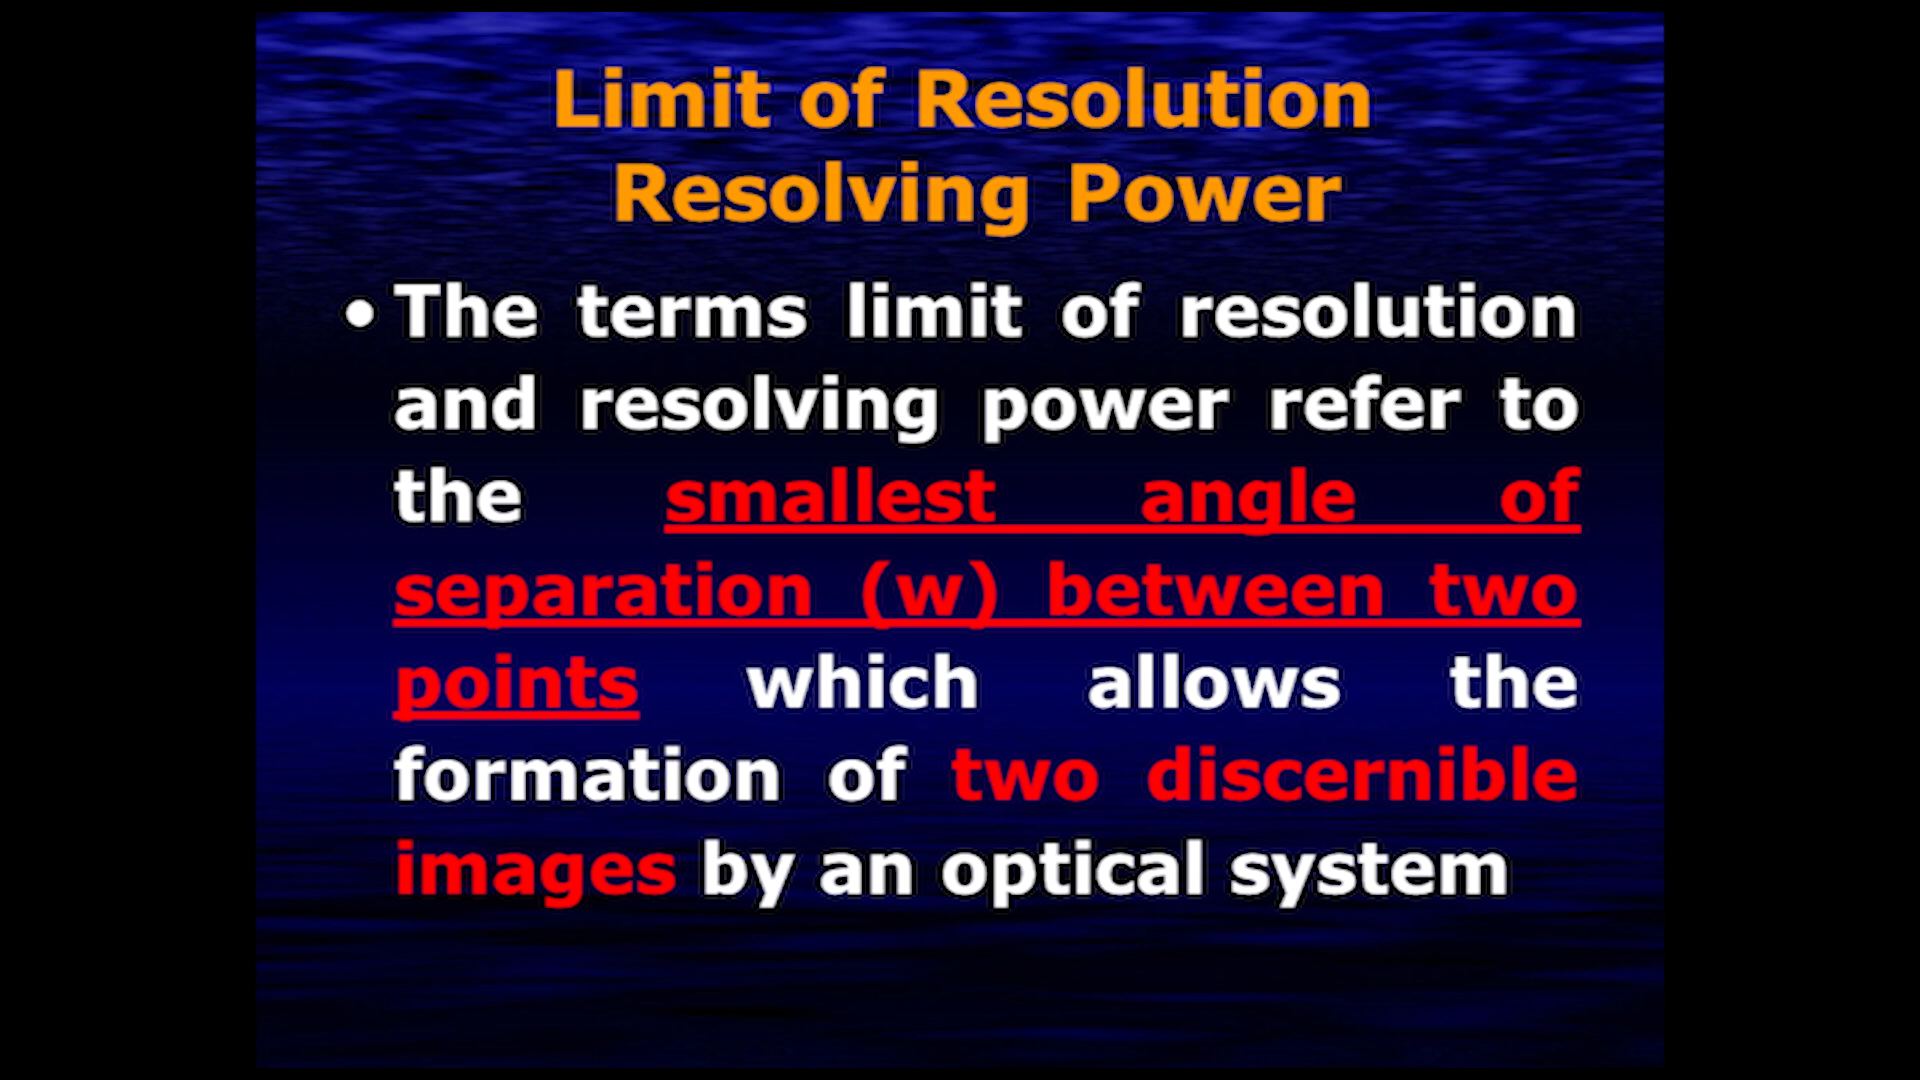 Limit of Resolution
Resolving Power
• The terms limit of resolution
and resolving power refer to
the smallest angle of
separation (w) between two
points which allows the
formation of two discernible
images by an optical system